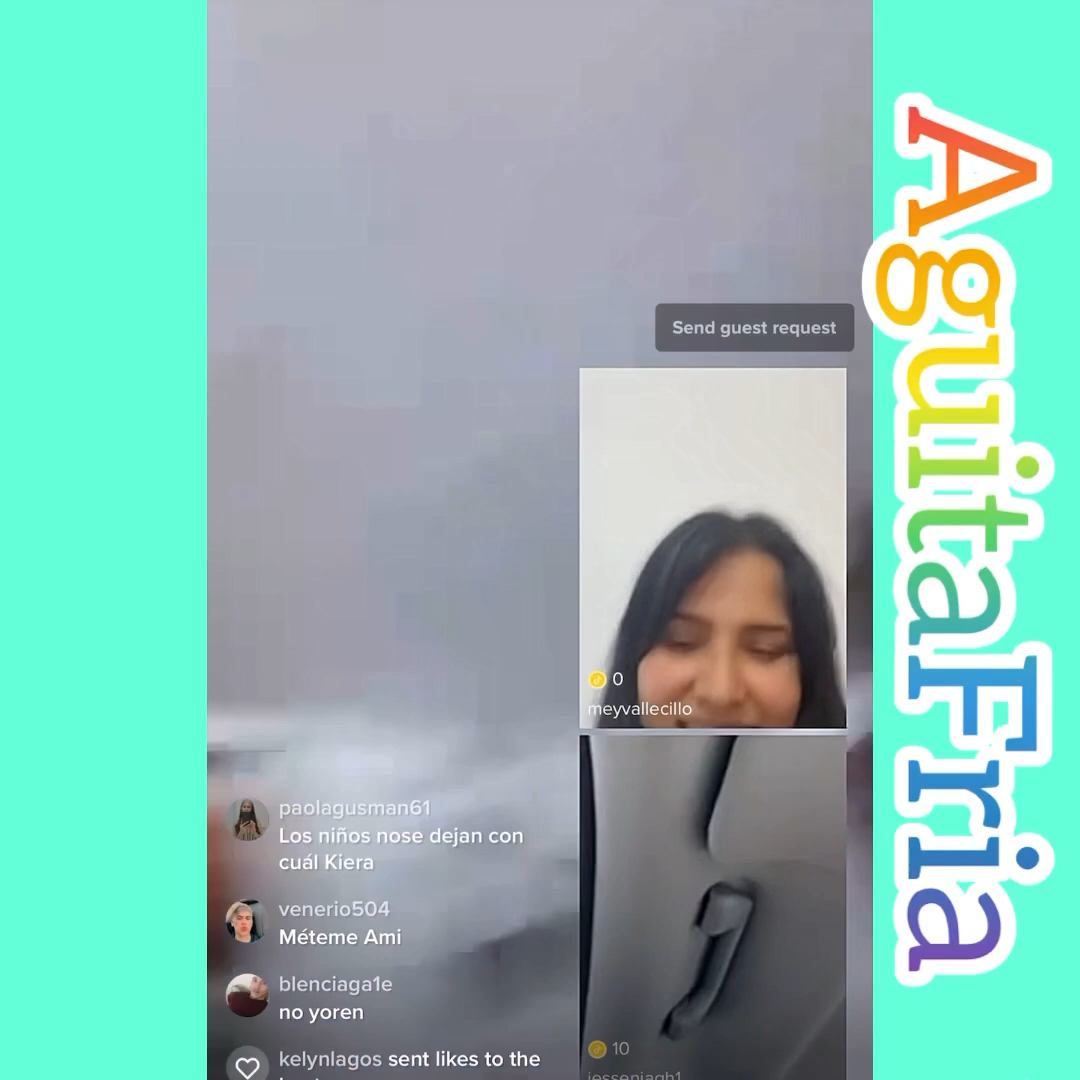 Send guest request
0
meyvallecillo
paolagusman61
Los niños nose dejan con
cuál Kiera
venerio504
Méteme Ami
blenciaga1e
no yoren
kelynlagos sent likes to the
10
AguitaFria